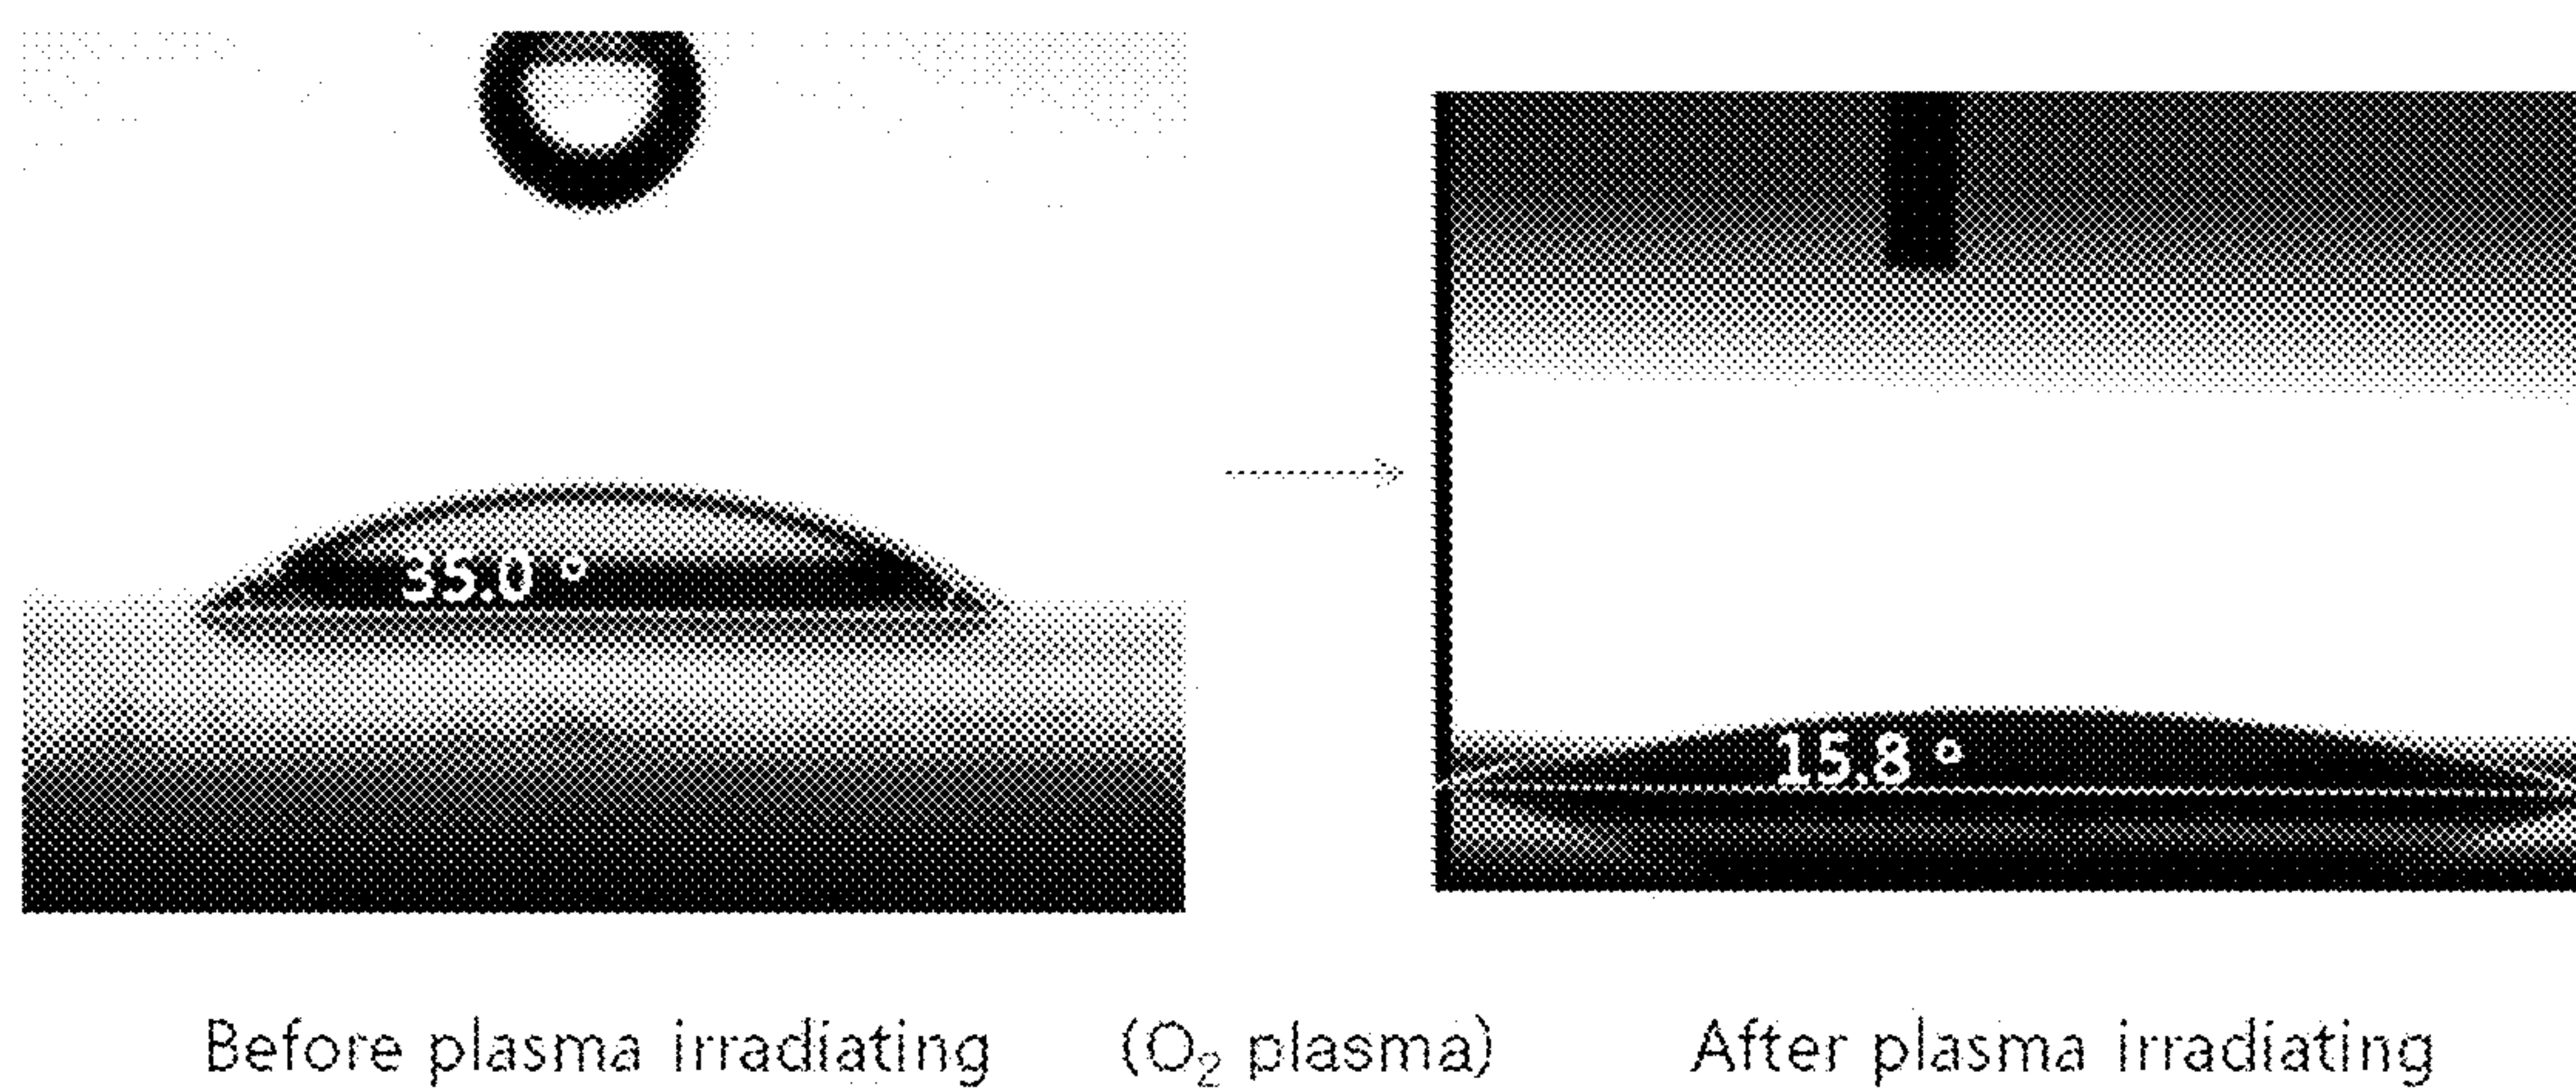 35.0 °
15.8 °
Before plasma irradiating (O₂ plasma) After plasma irradiating